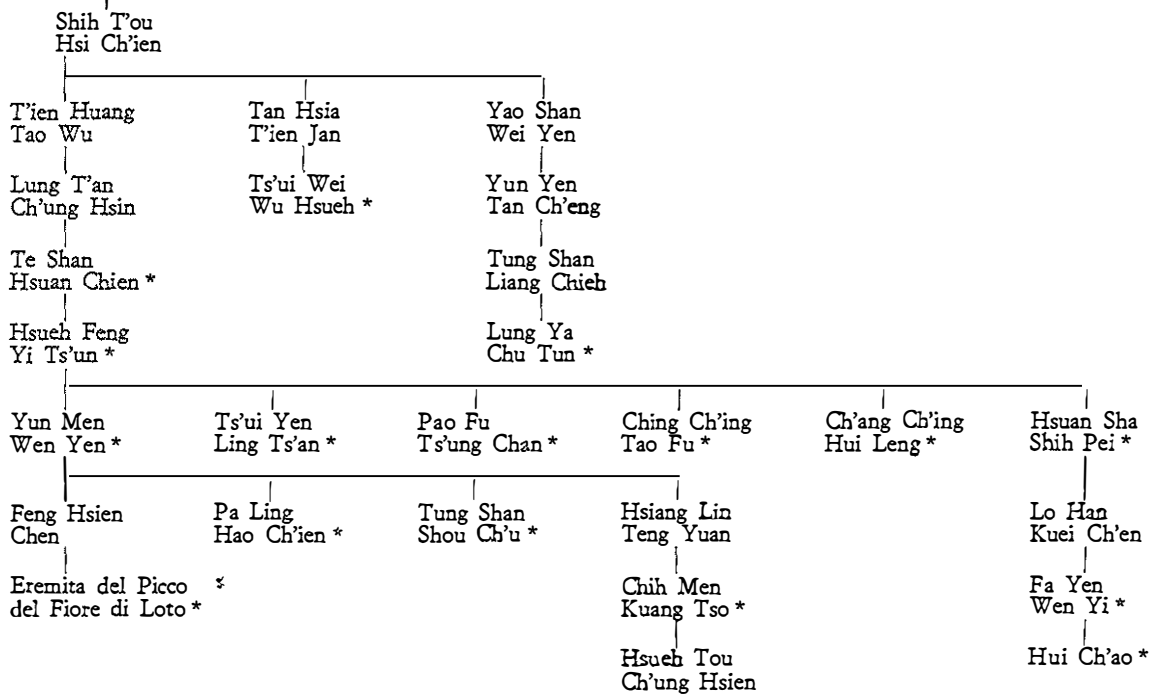 Shih T'ou
Hsi Ch'ien
T'ien Huang
Tao Wu
Tan Hsia
T'ien Jan
Yao Shan
Wei Yen
Lung T'an
Ch'ung Hsin
Ts'ui Wei
Wu Hsueh *
Yun Yen
Tan Ch'eng
Te Shan
Hsuan Chien *
Tung Shan
Liang Chieh
Hsueh Feng
Yi Ts'un *
Lung Ya
Chu Tun *
Yun Men
Wen Yen *
Ts'ui Yen
Ling Ts'an *
Pao Fu
Ts'ung Chan *
Ching Ch'ing
Tao Fu *
Ch'ang Ch'ing
Hui Leng *
Hsuan Sha
Shih Pei *
Feng Hsien
Chen
Pa Ling
Hao Ch'ien *
Tung Shan
Shou Ch'u *
Hsiang Lin
Teng Yuan
Lo Han
Kuei Ch'en
Eremita del Picco
del Fiore di Loto *
Chih Men
Kuang Tso *
Fa Yen
Wen Yi *
Hsueh Tou
Ch'ung Hsien
Hui Ch'ao *